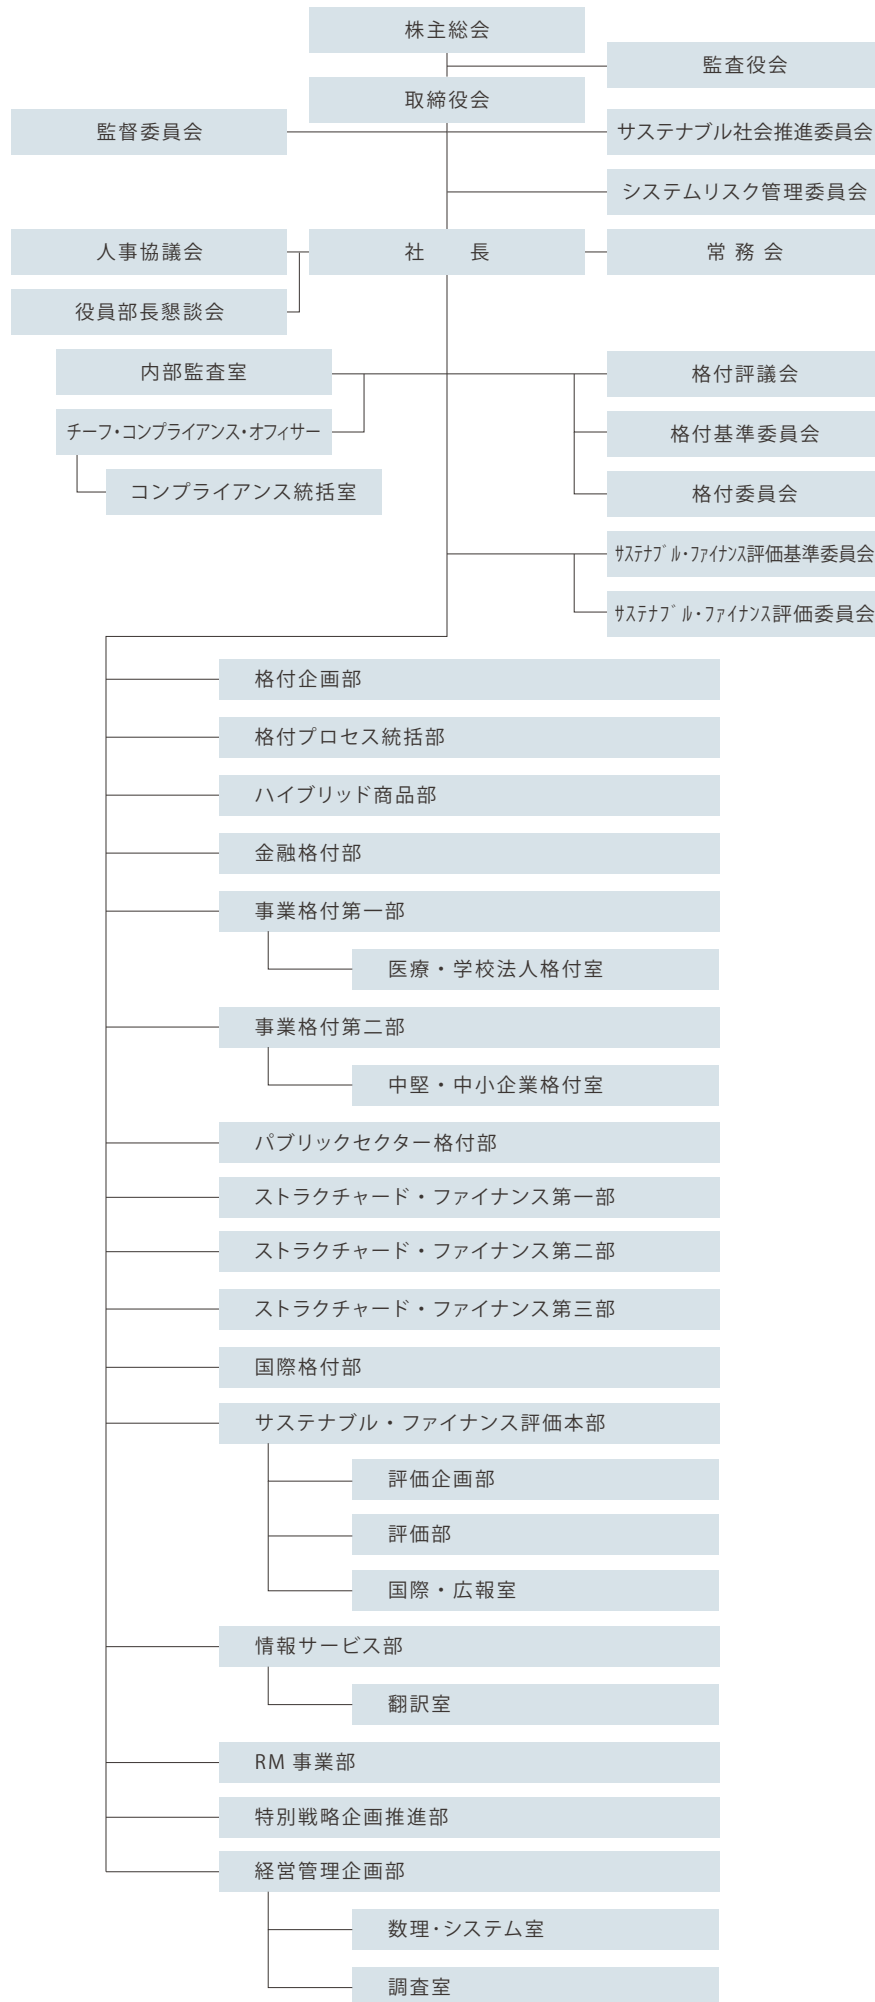 株主総会
監査役会
取締役会
監督委員会
サステナブル社会推進委員会
システムリスク管理委員会
人事協議会
社　長
常務会
役員部長懇談会
内部監査室
格付評議会
チーフ・コンプライアンス・オフィサー
格付基準委員会
コンプライアンス統括室
格付委員会
ｻｽﾃﾅﾌﾞﾙ・ﾌｧｲﾅﾝｽ評価基準委員会
ｻｽﾃﾅﾌﾞﾙ・ﾌｧｲﾅﾝｽ評価委員会
格付企画部
格付プロセス統括部
ハイブリッド商品部
金融格付部
事業格付第一部
医療・学校法人格付室
事業格付第二部
中堅・中小企業格付室
パブリックセクター格付部
ストラクチャード・ファイナンス第一部
ストラクチャード・ファイナンス第二部
ストラクチャード・ファイナンス第三部
国際格付部
サステナブル・ファイナンス評価本部
評価企画部
評価部
国際・広報室
情報サービス部
翻訳室
RM 事業部
特別戦略企画推進部
経営管理企画部
数理・システム室
調査室